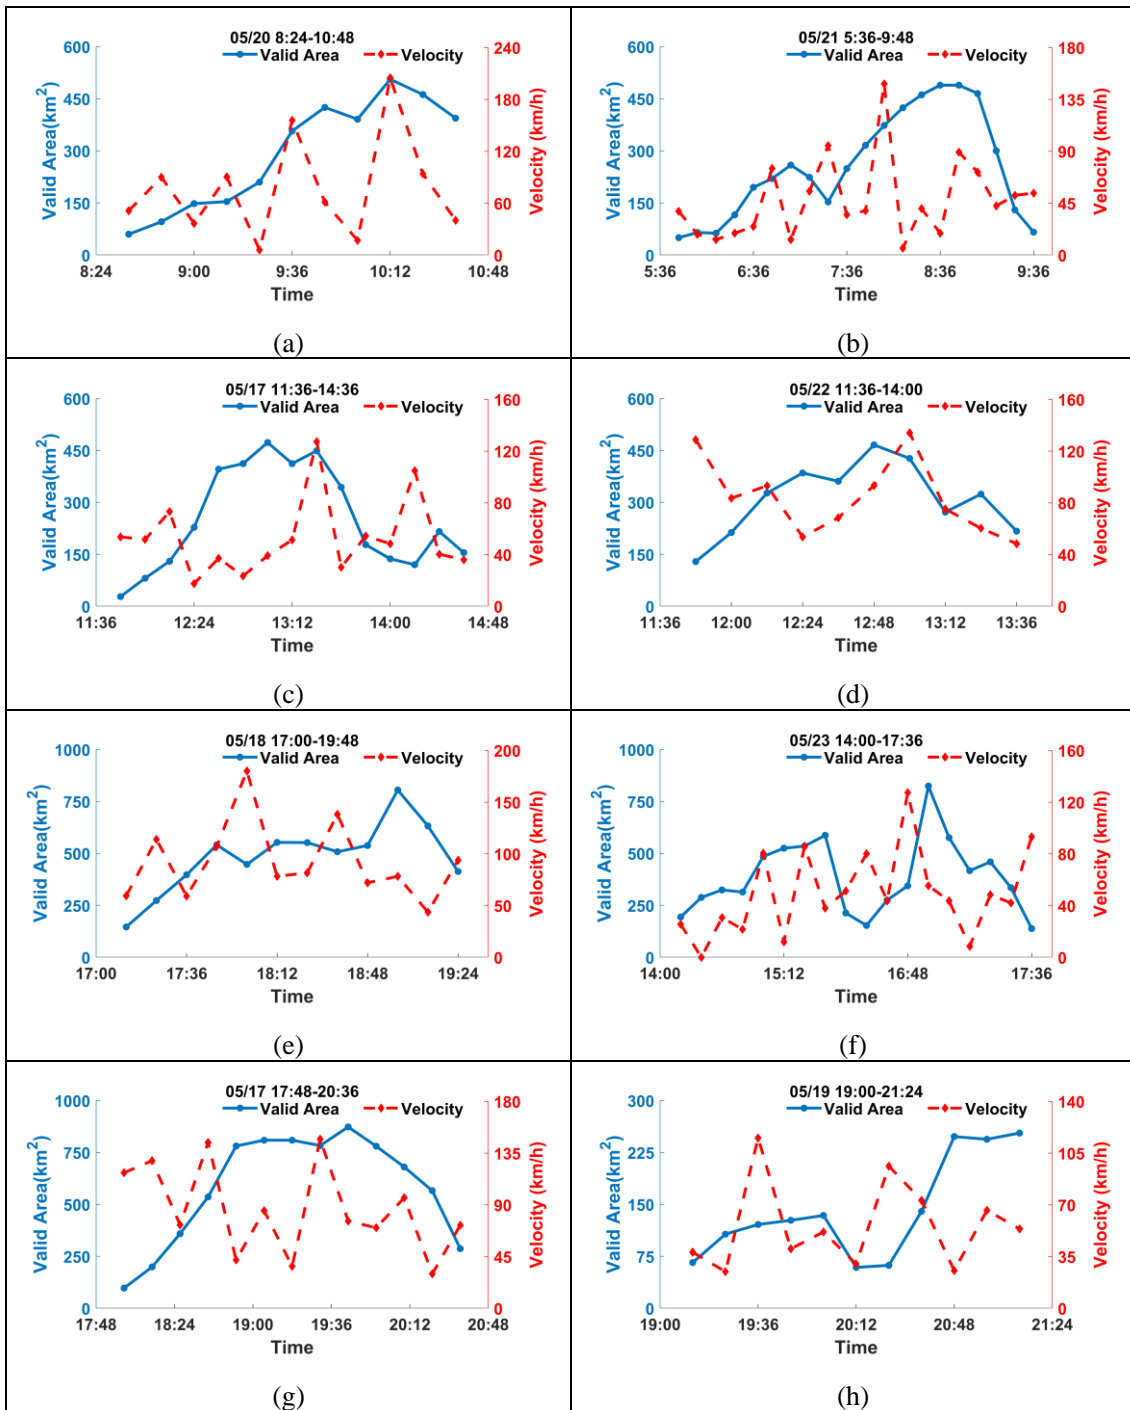 05/20 8:24-10:48
Valid Area Velocity
600 240
450 180
300 120
150 60
0 0
Valid Area(km2)
Velocity (km/h)
8:24 9:00 9:36 10:12 10:48
Time
(a)
05/21 5:36-9:48
Valid Area Velocity
600 180
450 135
300 90
150 45
0 0
Valid Area(km2)
Velocity (km/h)
5:36 6:36 7:36 8:36 9:36
Time
(b)
05/17 11:36-14:36
Valid Area Velocity
600 160
450 120
300 80
150 40
0 0
Valid Area(km2)
Velocity (km/h)
11:36 12:24 13:12 14:00 14:48
Time
(c)
05/22 11:36-14:00
Valid Area Velocity
600 160
450 120
300 80
150 40
0 0
Valid Area(km2)
Velocity (km/h)
11:36 12:00 12:24 12:48 13:12 13:36
Time
(d)
05/18 17:00-19:48
Valid Area Velocity
1000 200
750 150
500 100
250 50
0 0
Valid Area(km2)
Velocity (km/h)
17:00 17:36 18:12 18:48 19:24
Time
(e)
05/23 14:00-17:36
Valid Area Velocity
1000 160
750 120
500 80
250 40
0 0
Valid Area(km2)
Velocity (km/h)
14:00 15:12 16:48 17:36
Time
(f)
05/17 17:48-20:36
Valid Area Velocity
1000 180
750 135
500 90
250 45
0 0
Valid Area(km2)
Velocity (km/h)
17:48 18:24 19:00 19:36 20:12 20:48
Time
(g)
05/19 19:00-21:24
Valid Area Velocity
300 140
225 105
150 70
75 35
0 0
Valid Area(km2)
Velocity (km/h)
19:00 19:36 20:12 20:48 21:24
Time
(h)